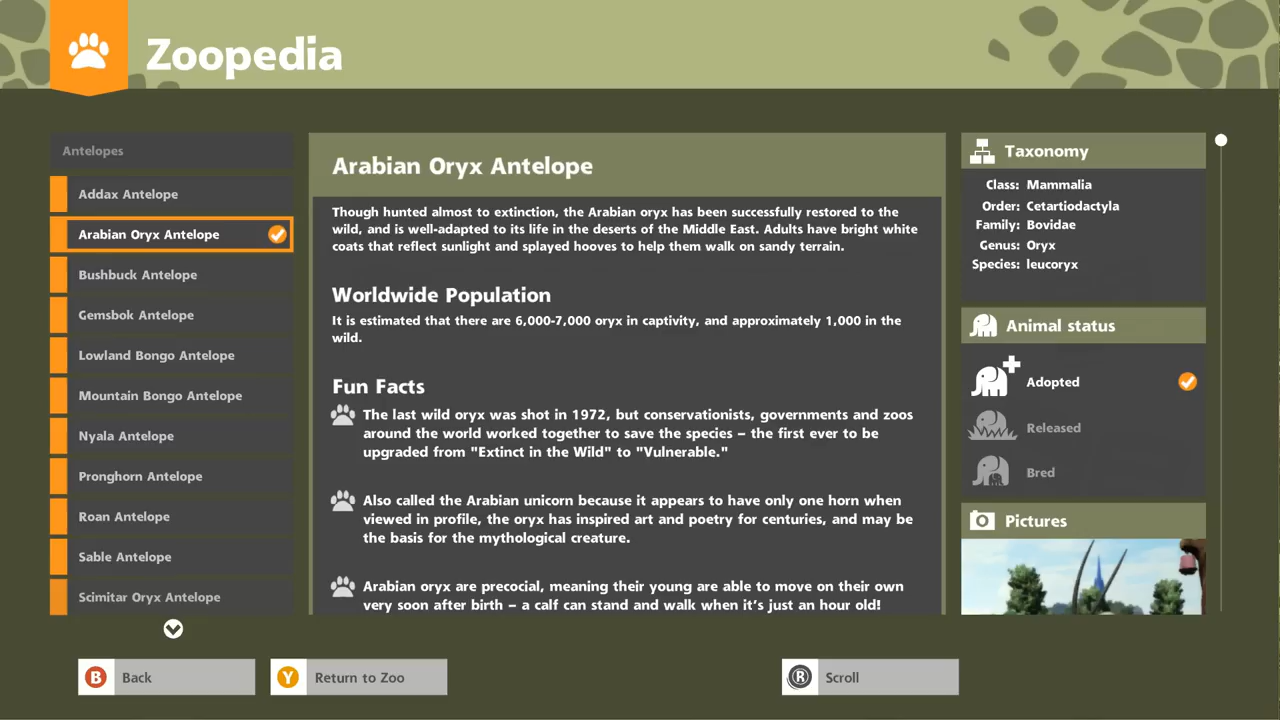 Zoopedia
Antelopes
Addax Antelope
Arabian Oryx Antelope
Bushbuck Antelope
Gemsbok Antelope
Lowland Bongo Antelope
Mountain Bongo Antelope
Nyala Antelope
Pronghorn Antelope
Roan Antelope
Sable Antelope
Scimitar Oryx Antelope
Arabian Oryx Antelope
Though hunted almost to extinction, the Arabian oryx has been successfully restored to the
wild, and is well-adapted to its life in the deserts of the Middle East. Adults have bright white
coats that reflect sunlight and splayed hooves to help them walk on sandy terrain.
Worldwide Population
It is estimated that there are 6,000-7,000 oryx in captivity, and approximately 1,000 in the
wild.
Fun Facts
The last wild oryx was shot in 1972, but conservationists, governments and zoos
around the world worked together to save the species – the first ever to be
upgraded from "Extinct in the Wild" to "Vulnerable."
Also called the Arabian unicorn because it appears to have only one horn when
viewed in profile, the oryx has inspired art and poetry for centuries, and may be
the basis for the mythological creature.
Arabian oryx are precocial, meaning their young are able to move on their own
very soon after birth – a calf can stand and walk when it's just an hour old!
Taxonomy
Class: Mammalia
Order: Cetartiodactyla
Family: Bovidae
Genus: Oryx
Species: leucoryx
Animal status
Adopted
Released
Bred
Pictures
B Back
Y Return to Zoo
R Scroll